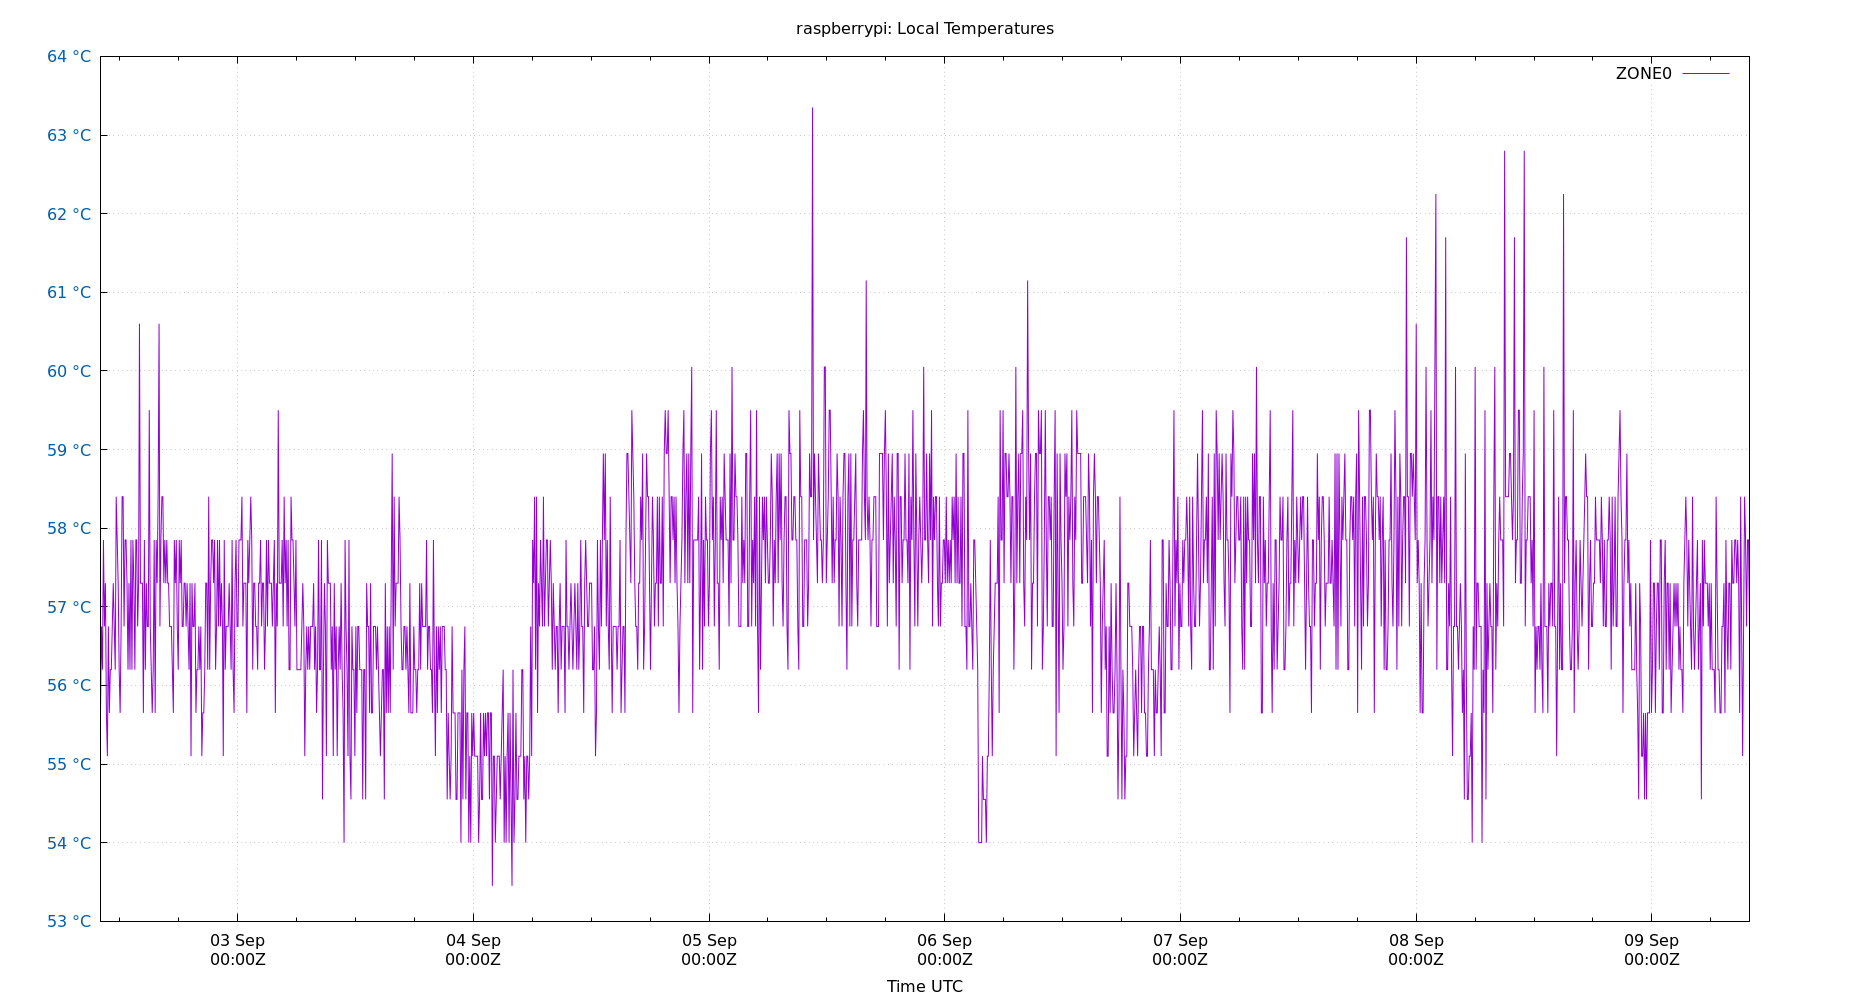 raspberrypi: Local Temperatures
ZONE0
64 °C
63 °C
62 °C
61 °C
60 °C
59 °C
58 °C
57 °C
56 °C
55 °C
54 °C
53 °C
03 Sep 04 Sep 05 Sep 06 Sep 07 Sep 08 Sep 09 Sep
00:00Z 00:00Z 00:00Z 00:00Z 00:00Z 00:00Z 00:00Z
Time UTC